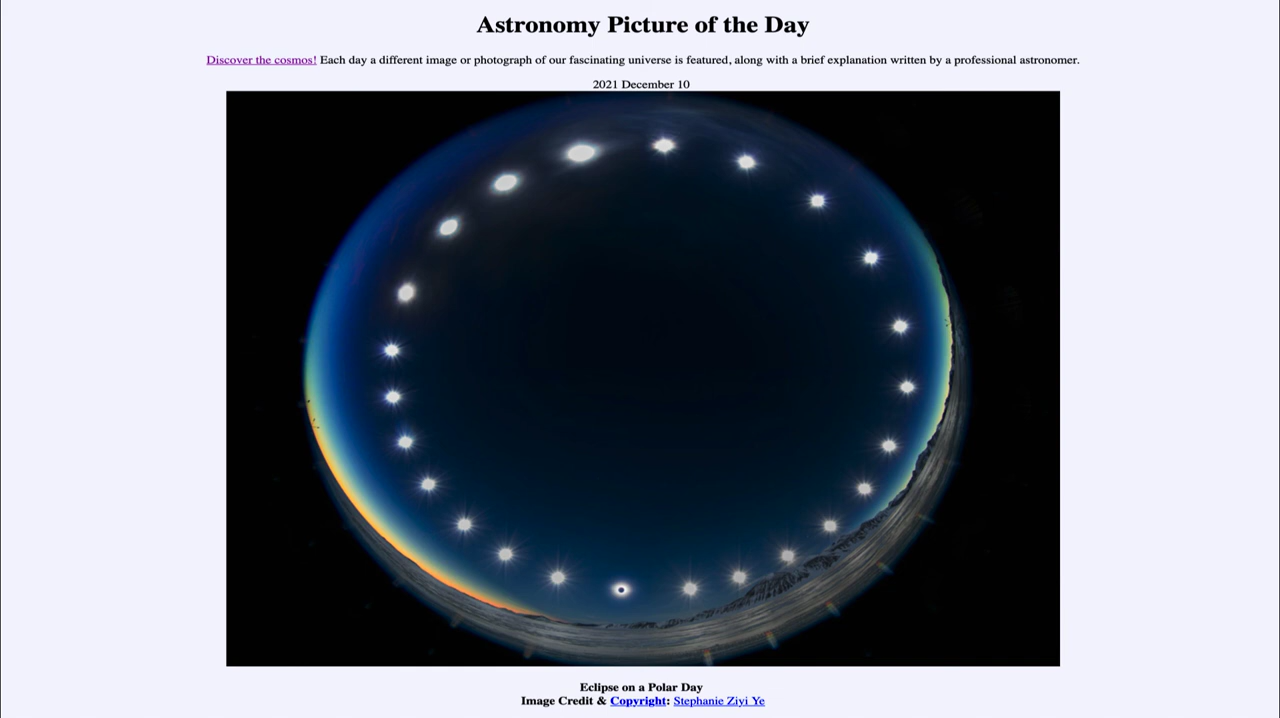 Astronomy Picture of the Day
Discover the cosmos! Each day a different image or photograph of our fascinating universe is featured, along with a brief explanation written by a professional astronomer.
2021 December 10
Eclipse on a Polar Day
Image Credit & Copyright: Stephanie Ziyi Ye